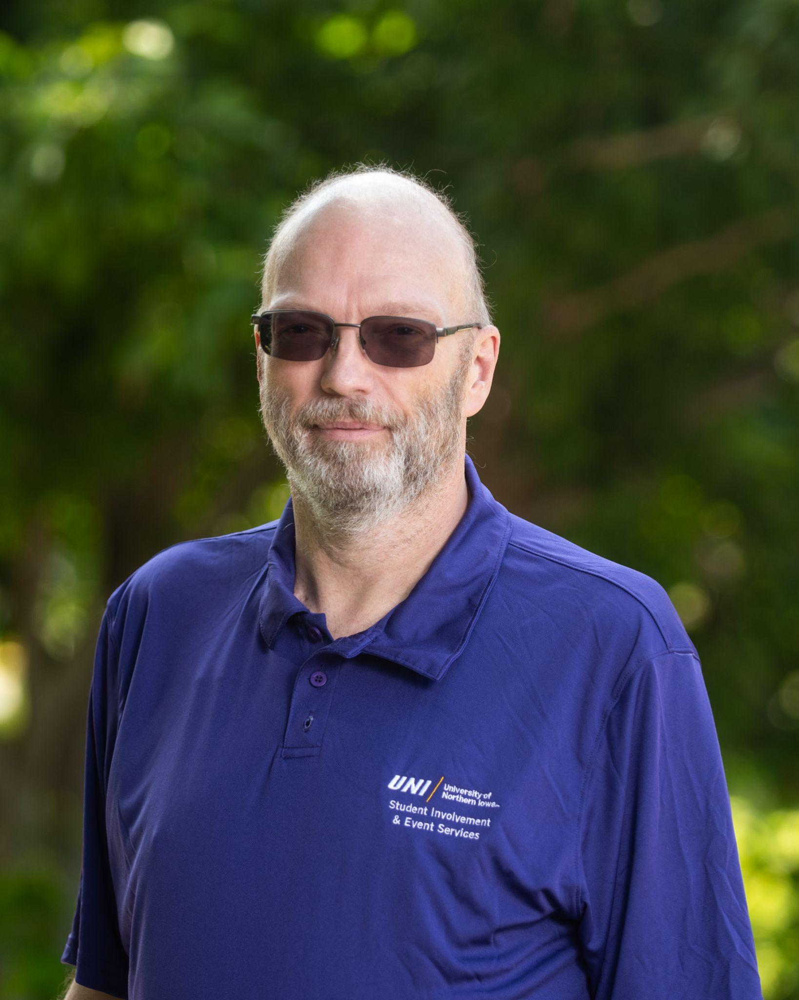 UNI University of
Northern Iowa
Student Involvement
& Event Services